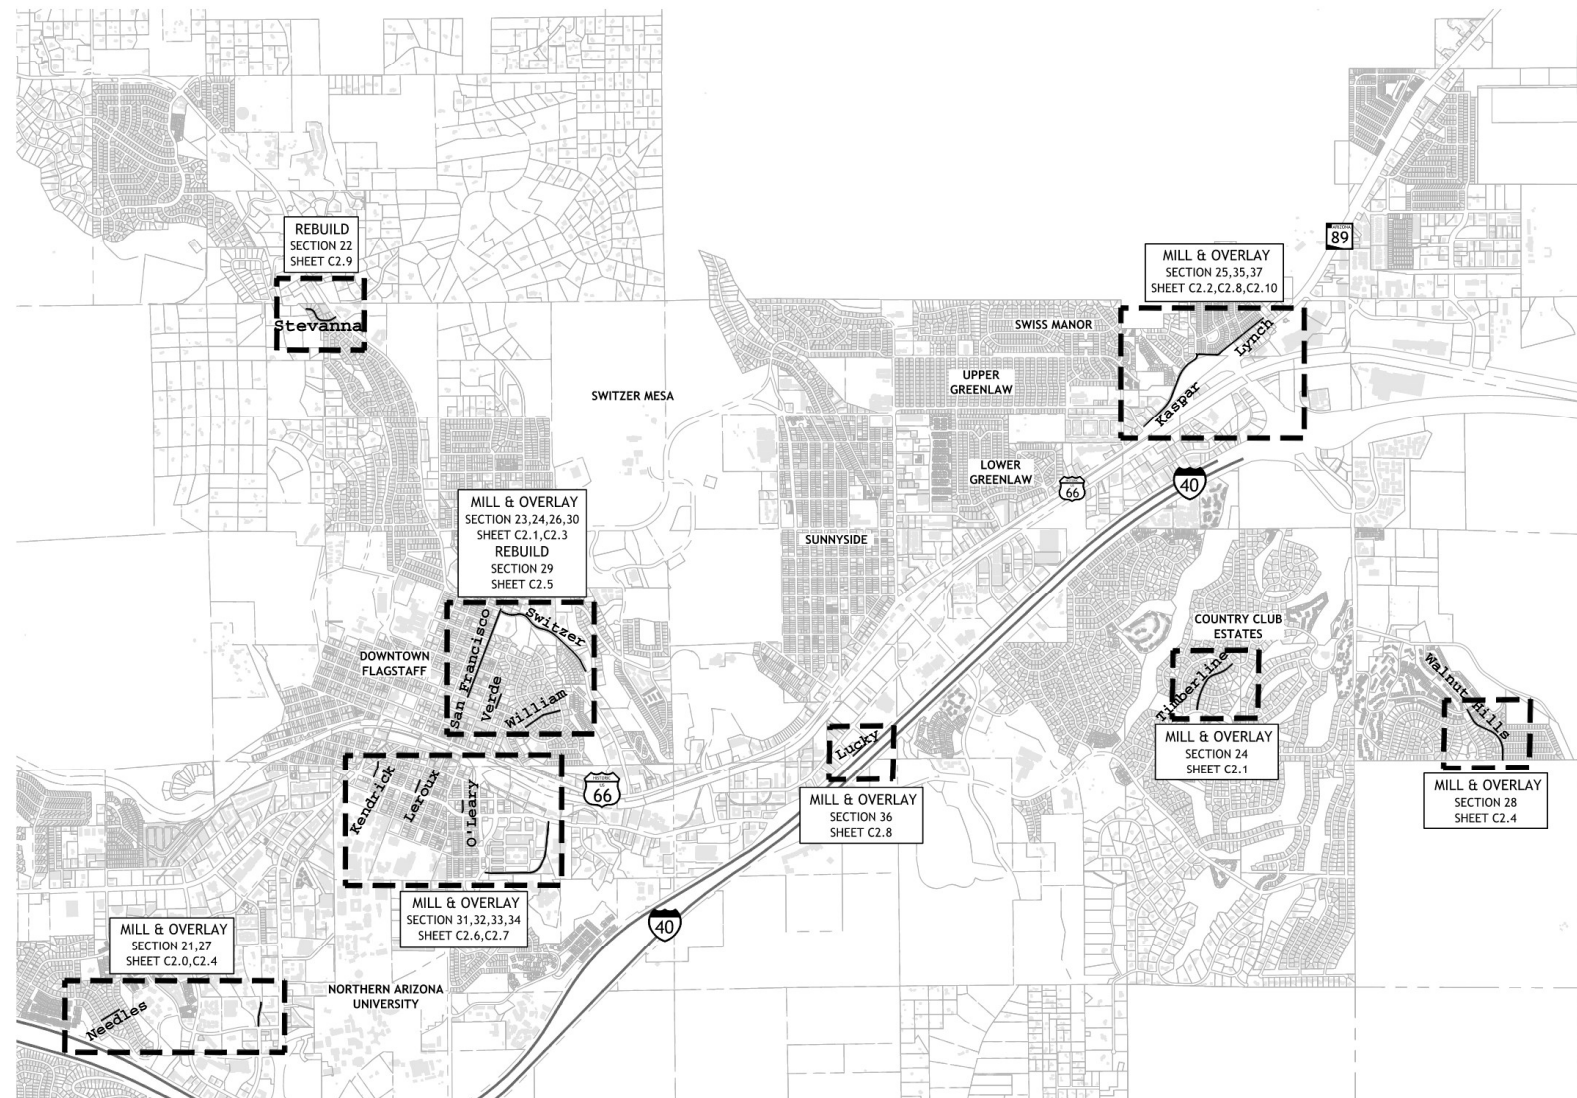 REBUILD
SECTION 22
SHEET C2.9
Stevanna
ARIZONA
89
MILL & OVERLAY
SECTION 25,35,37
SHEET C2.2,C2.8,C2.10
SWISS MANOR
Lynch
UPPER
GREENLAW
SWITZER MESA
Kaspar
LOWER
GREENLAW
US
66
40
MILL & OVERLAY
SECTION 23,24,26,30
SHEET C2.1,C2.3
REBUILD
SECTION 29
SHEET C2.5
SUNNYSIDE
San Francisco
Switzer
Verde
William
DOWNTOWN
FLAGSTAFF
COUNTRY CLUB
ESTATES
Timberline
Walnut Hills
MILL & OVERLAY
SECTION 24
SHEET C2.1
Lucky
MILL & OVERLAY
SECTION 36
SHEET C2.8
MILL & OVERLAY
SECTION 28
SHEET C2.4
Kendrick
Leroux
O'Leary
HISTORIC
US
66
MILL & OVERLAY
SECTION 31,32,33,34
SHEET C2.6,C2.7
40
MILL & OVERLAY
SECTION 21,27
SHEET C2.0,C2.4
Needles
NORTHERN ARIZONA
UNIVERSITY